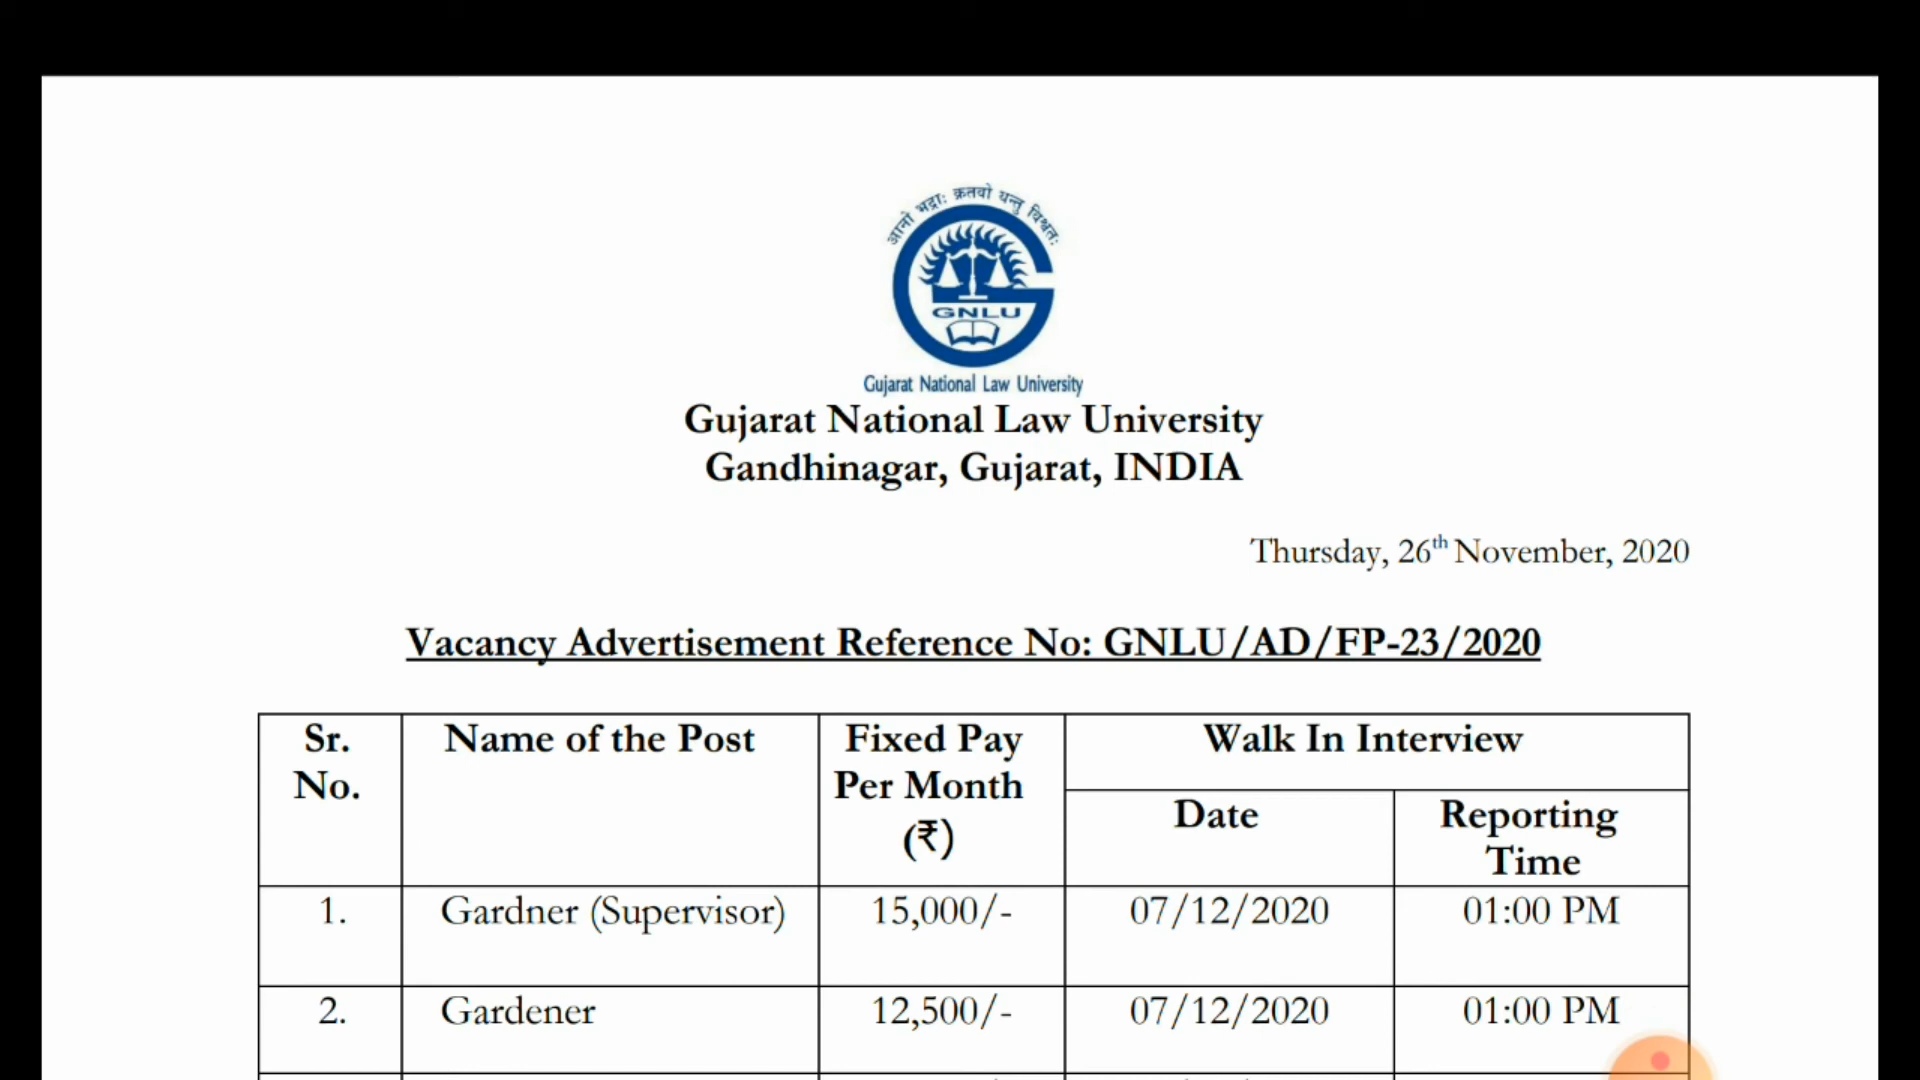 आनो भद्राः क्रतवो यन्तु विश्वतः
GNLU
Gujarat National Law University
Gujarat National Law University
Gandhinagar, Gujarat, INDIA
Thursday, 26th November, 2020
Vacancy Advertisement Reference No: GNLU/AD/FP-23/2020
Sr. No. Name of the Post Fixed Pay Per Month (₹) Walk In Interview
Date Reporting Time
1. Gardner (Supervisor) 15,000/- 07/12/2020 01:00 PM
2. Gardener 12,500/- 07/12/2020 01:00 PM